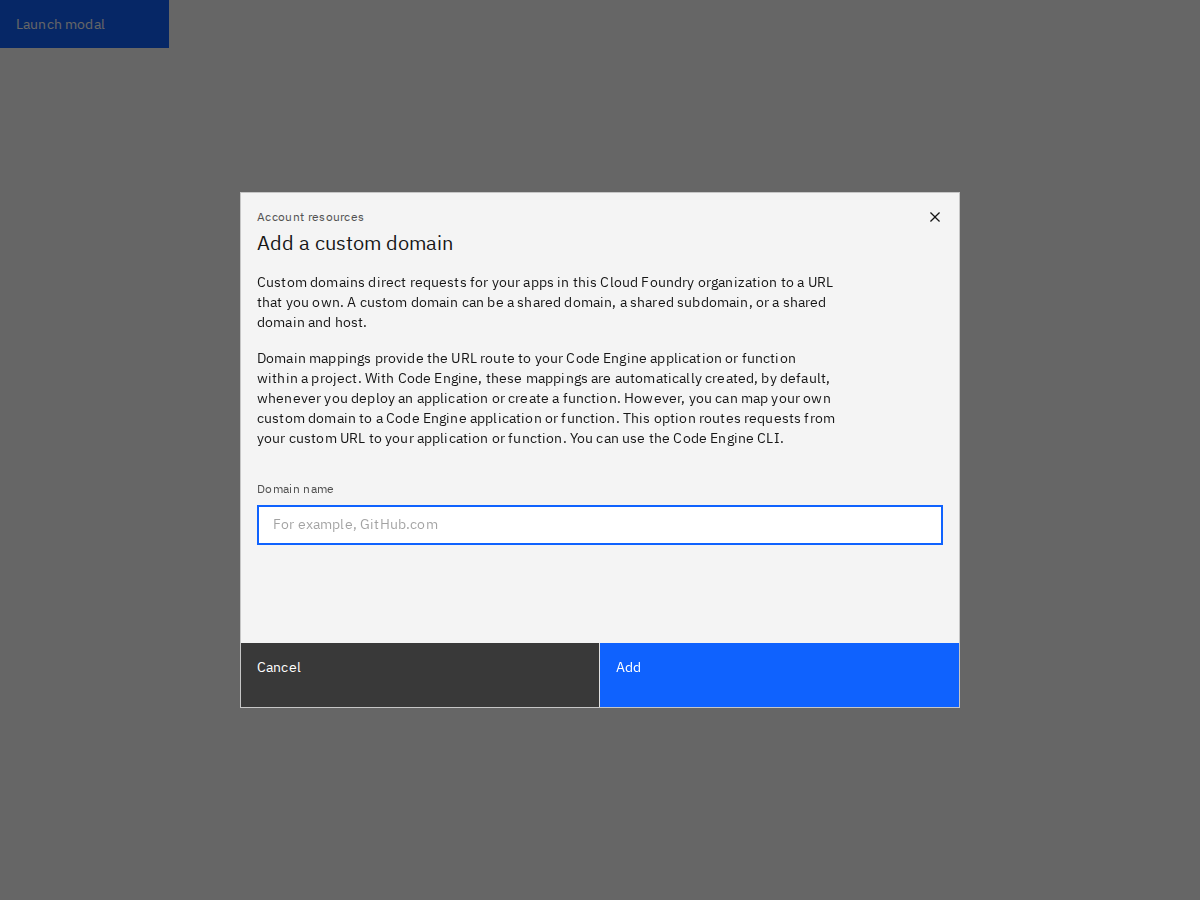 Launch modal
Account resources
Add a custom domain
Custom domains direct requests for your apps in this Cloud Foundry organization to a URL
that you own. A custom domain can be a shared domain, a shared subdomain, or a shared
domain and host.
Domain mappings provide the URL route to your Code Engine application or function
within a project. With Code Engine, these mappings are automatically created, by default,
whenever you deploy an application or create a function. However, you can map your own
custom domain to a Code Engine application or function. This option routes requests from
your custom URL to your application or function. You can use the Code Engine CLI.
Domain name
For example, GitHub.com
Cancel
Add